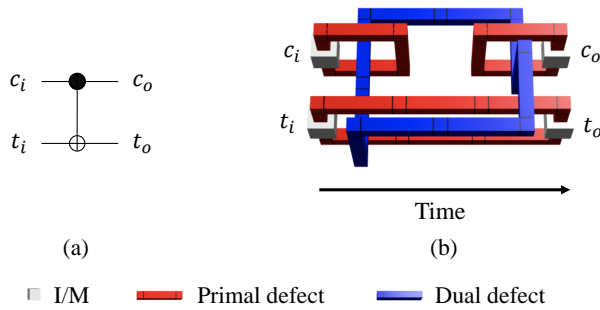 c_i c_o
t_i t_o
c_i c_o
t_i t_o
Time
(a) (b)
I/M Primal defect Dual defect